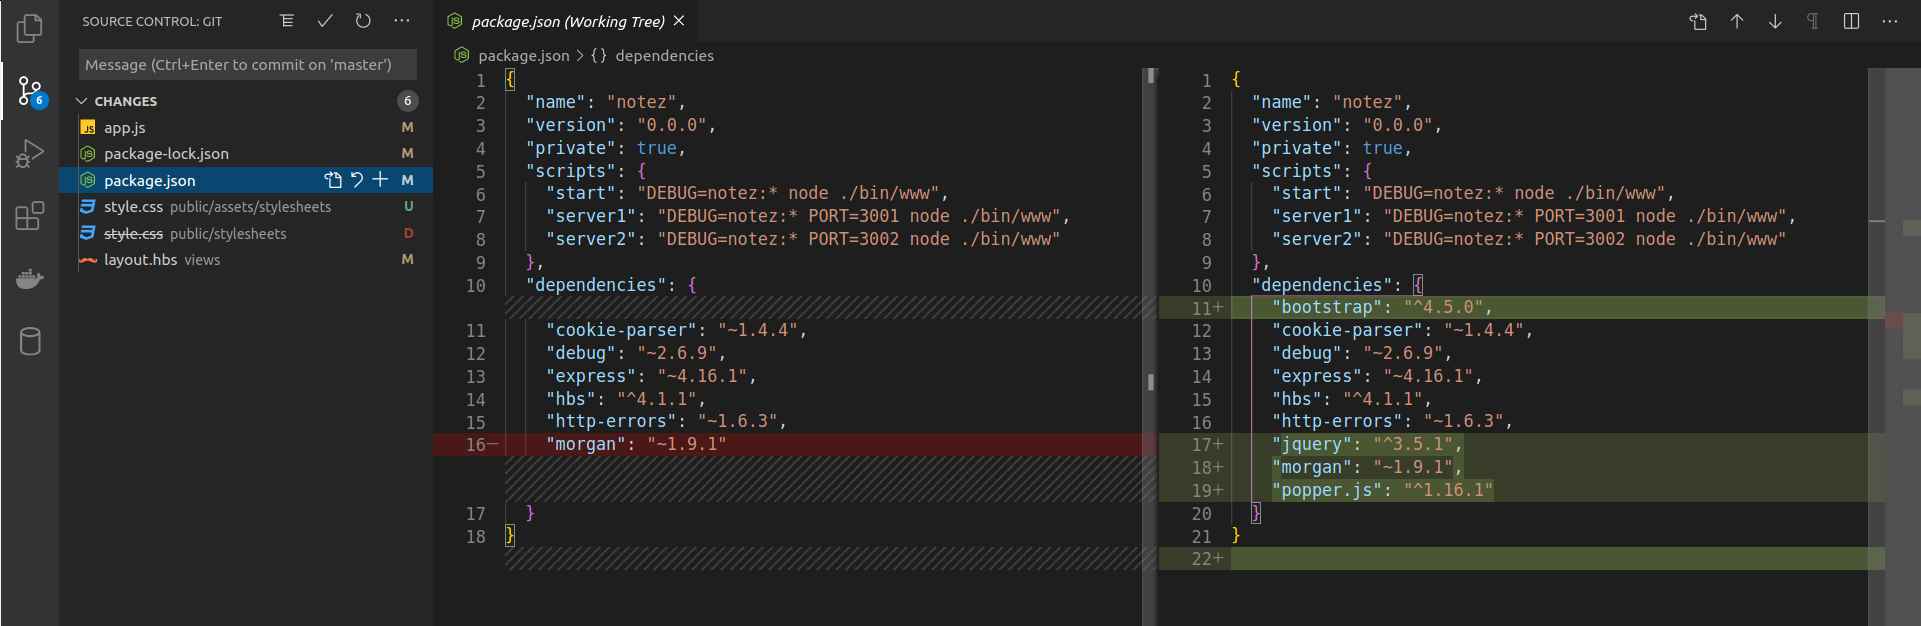 SOURCE CONTROL: GIT
Message (Ctrl+Enter to commit on 'master')
6
CHANGES 6
JS app.js M
package-lock.json M
package.json M
style.css public/assets/stylesheets U
style.css public/stylesheets D
layout.hbs views M
package.json (Working Tree)
package.json > {} dependencies
1 {
2 "name": "notez",
3 "version": "0.0.0",
4 "private": true,
5 "scripts": {
6 "start": "DEBUG=notez:* node ./bin/www",
7 "server1": "DEBUG=notez:* PORT=3001 node ./bin/www",
8 "server2": "DEBUG=notez:* PORT=3002 node ./bin/www"
9 },
10 "dependencies": {
11 "cookie-parser": "~1.4.4",
12 "debug": "~2.6.9",
13 "express": "~4.16.1",
14 "hbs": "^4.1.1",
15 "http-errors": "~1.6.3",
16− "morgan": "~1.9.1"
17 }
18 }
1 {
2 "name": "notez",
3 "version": "0.0.0",
4 "private": true,
5 "scripts": {
6 "start": "DEBUG=notez:* node ./bin/www",
7 "server1": "DEBUG=notez:* PORT=3001 node ./bin/www",
8 "server2": "DEBUG=notez:* PORT=3002 node ./bin/www"
9 },
10 "dependencies": {
11+ "bootstrap": "^4.5.0",
12 "cookie-parser": "~1.4.4",
13 "debug": "~2.6.9",
14 "express": "~4.16.1",
15 "hbs": "^4.1.1",
16 "http-errors": "~1.6.3",
17+ "jquery": "^3.5.1",
18+ "morgan": "~1.9.1",
19+ "popper.js": "^1.16.1"
20 }
21 }
22+